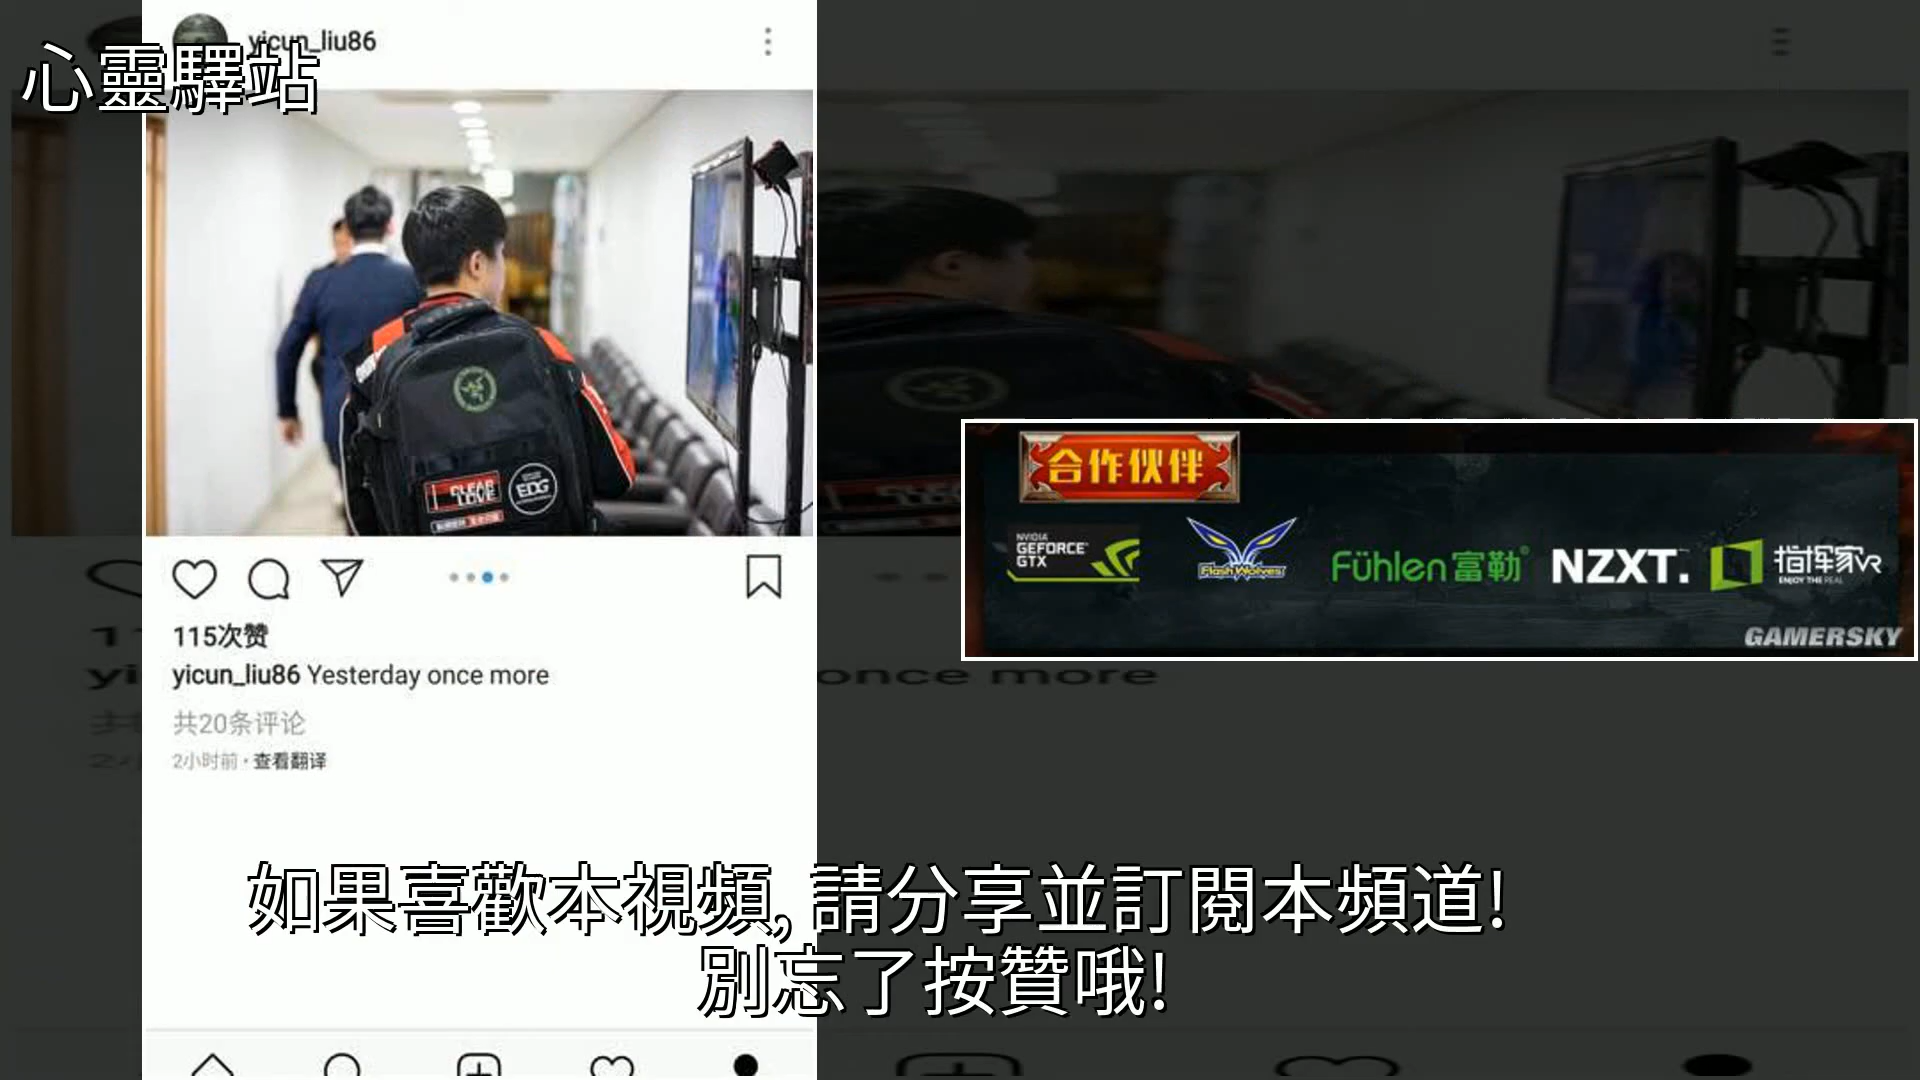 心靈驛站
yicun_liu86
CLEAR
LOVE
EDG
115次赞
yicun_liu86 Yesterday once more
共20条评论
2小时前 • 查看翻译
合作伙伴
NVIDIA
GEFORCE
GTX
Flash Wolves
Fühlen富勒
NZXT.
指挥家VR
ENJOY THE REAL
GAMERSKY
once more
如果喜歡本視頻, 請分享並訂閱本頻道!
別忘了按贊哦!